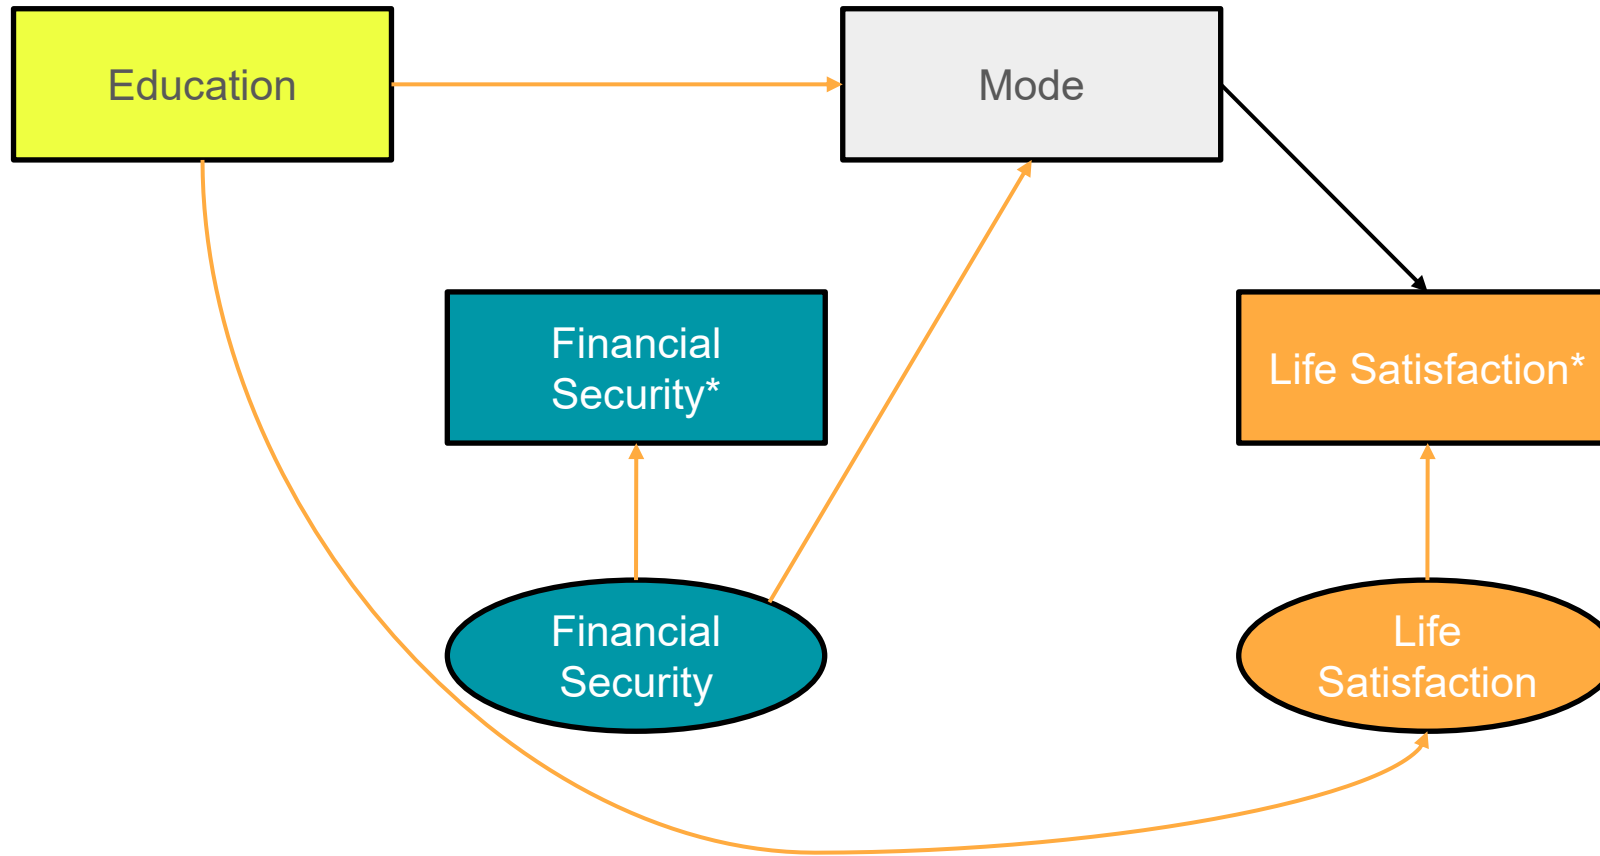 Education
Mode
Financial
Security*
Life Satisfaction*
Financial
Security
Life
Satisfaction